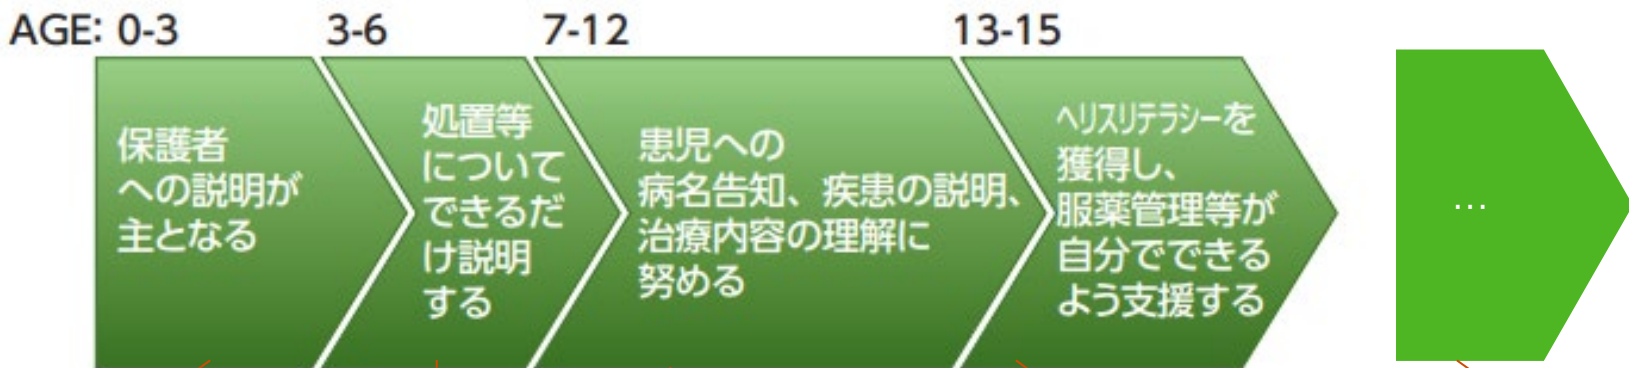 AGE: 0-3 3-6 7-12 13-15
保護者
への説明が
主となる
処置等
について
できるだ
け説明
する
患児への
病名告知、疾患の説明、
治療内容の理解に
努める
ヘリスリテラシーを
獲得し、
服薬管理等が
自分でできる
よう支援する
...